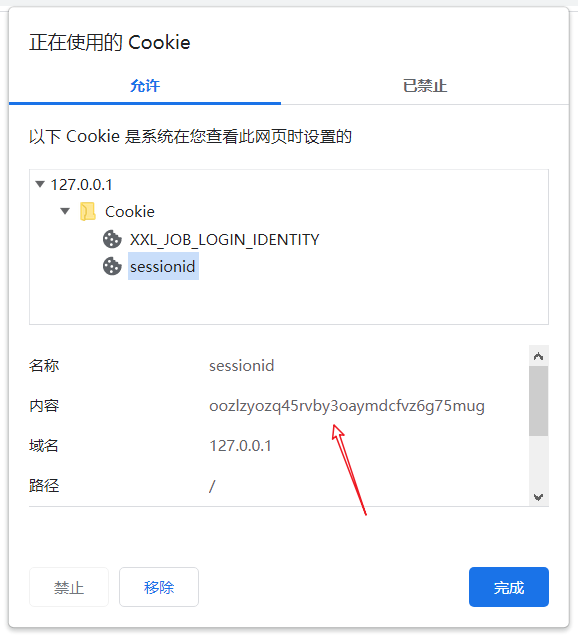 正在使用的 Cookie
允许 已禁止
以下 Cookie 是系统在您查看此网页时设置的
127.0.0.1
Cookie
XXL_JOB_LOGIN_IDENTITY
sessionid
名称 sessionid
内容 oozlzyozq45rvby3oaymdcfvz6g75mug
域名 127.0.0.1
路径 /
禁止 移除 完成